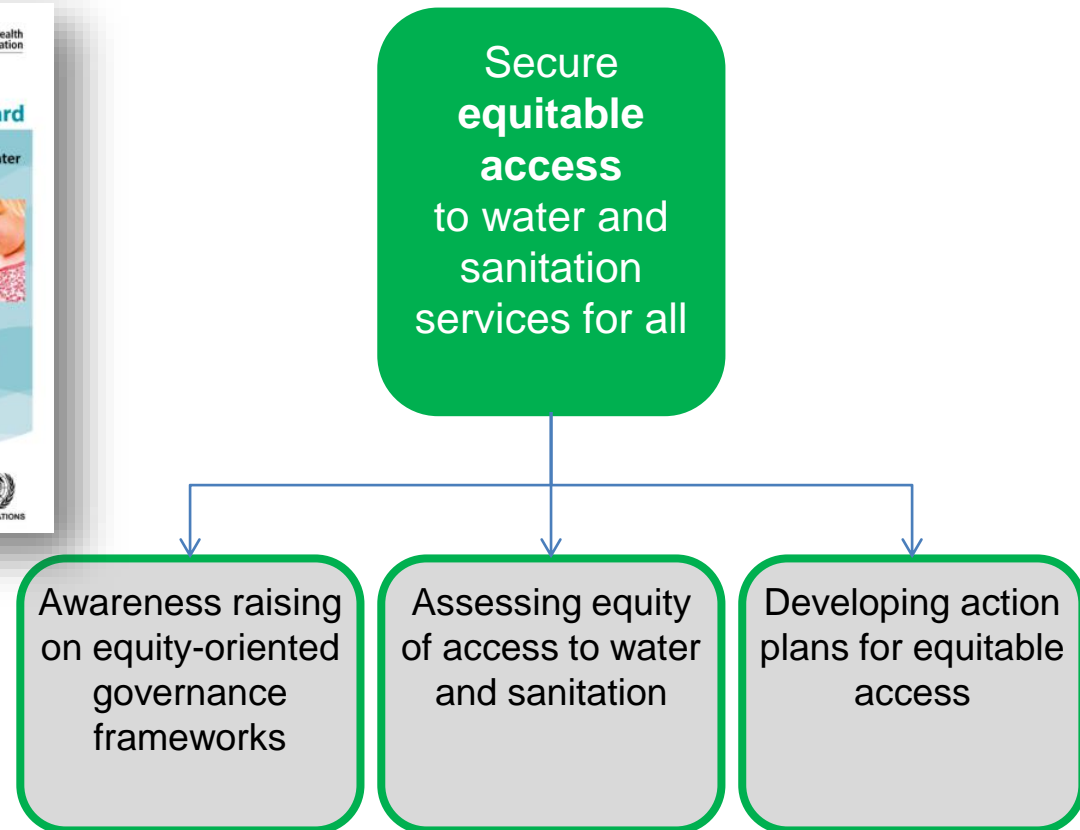 Secure
equitable
access
to water and
sanitation
services for all
Awareness raising
on equity-oriented
governance
frameworks
Assessing equity
of access to water
and sanitation
Developing action
plans for equitable
access